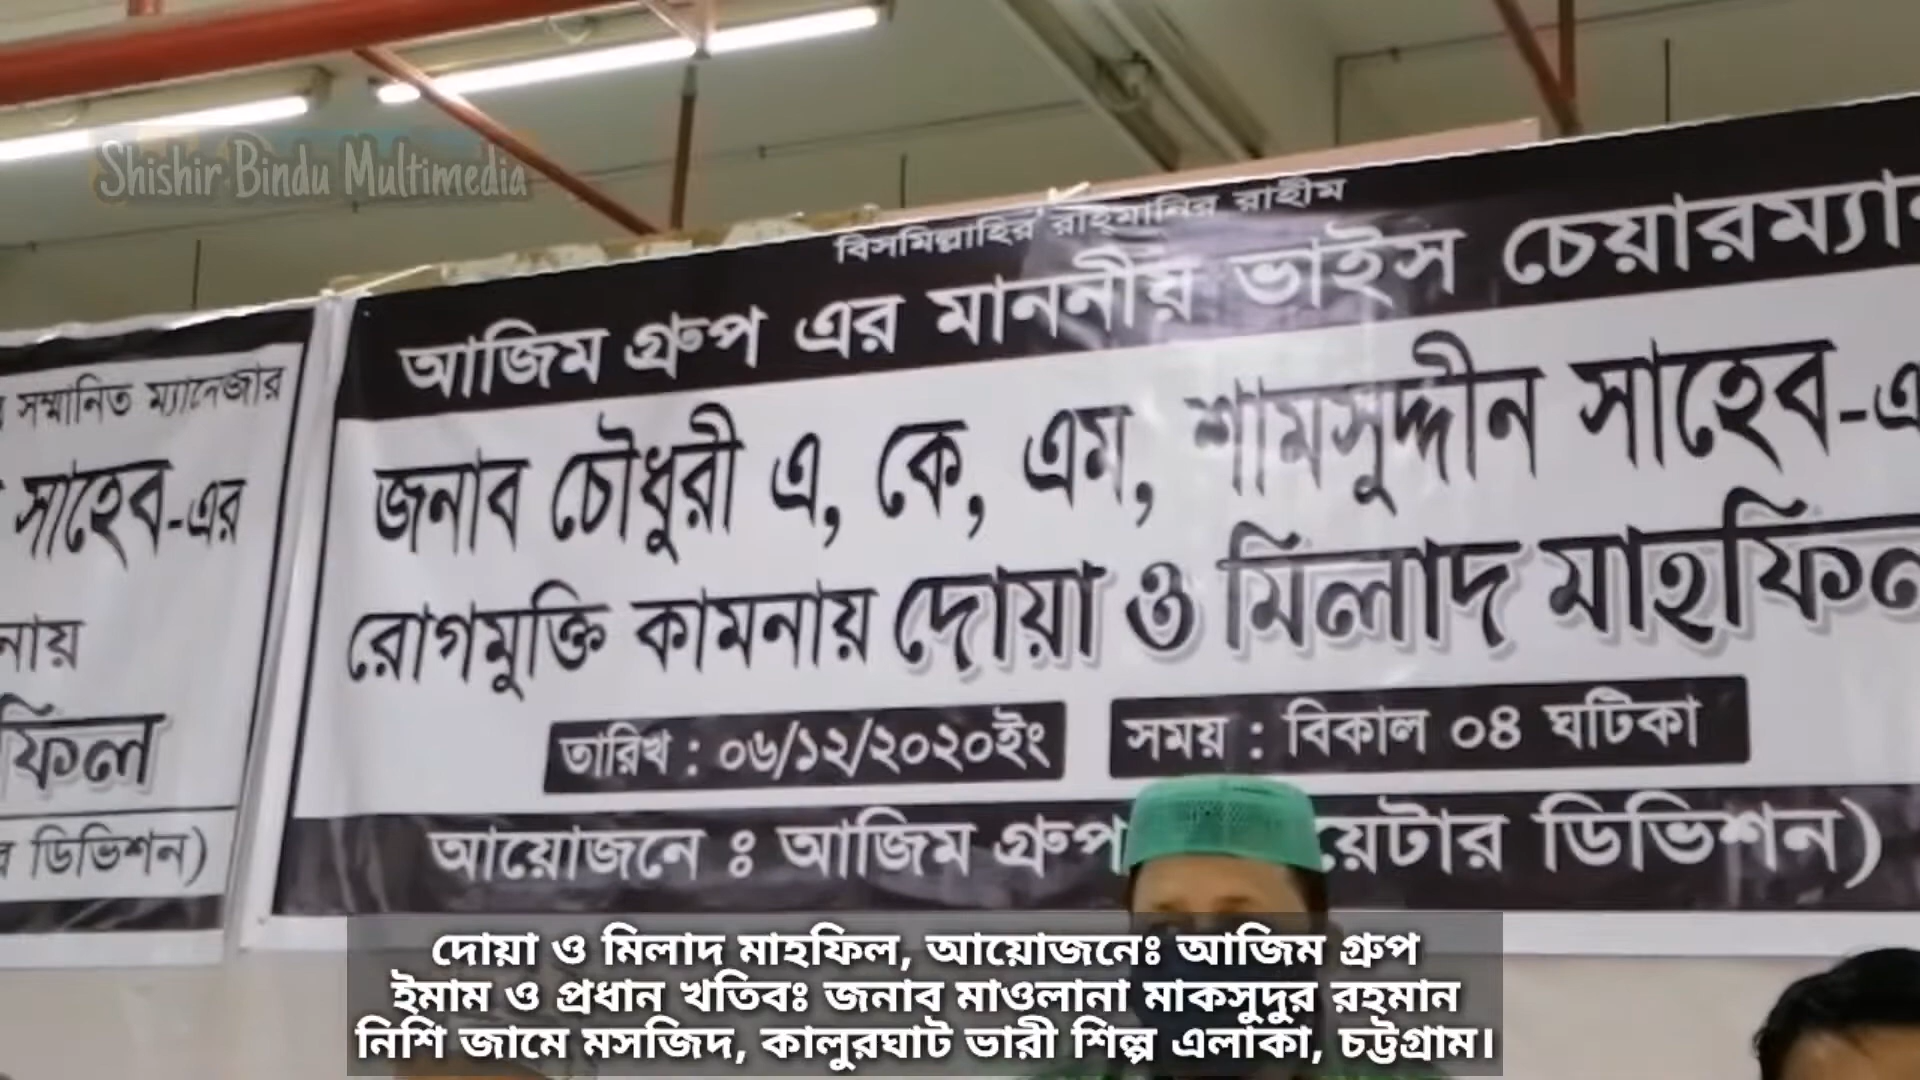 Shishir Bindu Multimedia
বিসমিল্লাহির রাহমানির রাহীম
আজিম গ্রুপ এর মাননীয় ভাইস চেয়ারম্যান
জনাব চৌধুরী এ, কে, এম, শামসুদ্দীন সাহেব-এ
রোগমুক্তি কামনায় দোয়া ও মিলাদ মাহফিল
তারিখ : ০৬/১২/২০২০ইং
সময় : বিকাল ০৪ ঘটিকা
আয়োজনে ঃ আজিম গ্রুপ য়েটার ডিভিশন)
সম্মানিত ম্যানেজার
সাহেব-এর
নায়
ফিল
ডিভিশন)
দোয়া ও মিলাদ মাহফিল, আয়োজনেঃ আজিম গ্রুপ
ইমাম ও প্রধান খতিবঃ জনাব মাওলানা মাকসুদুর রহমান
নিশি জামে মসজিদ, কালুরঘাট ভারী শিল্প এলাকা, চট্টগ্রাম।